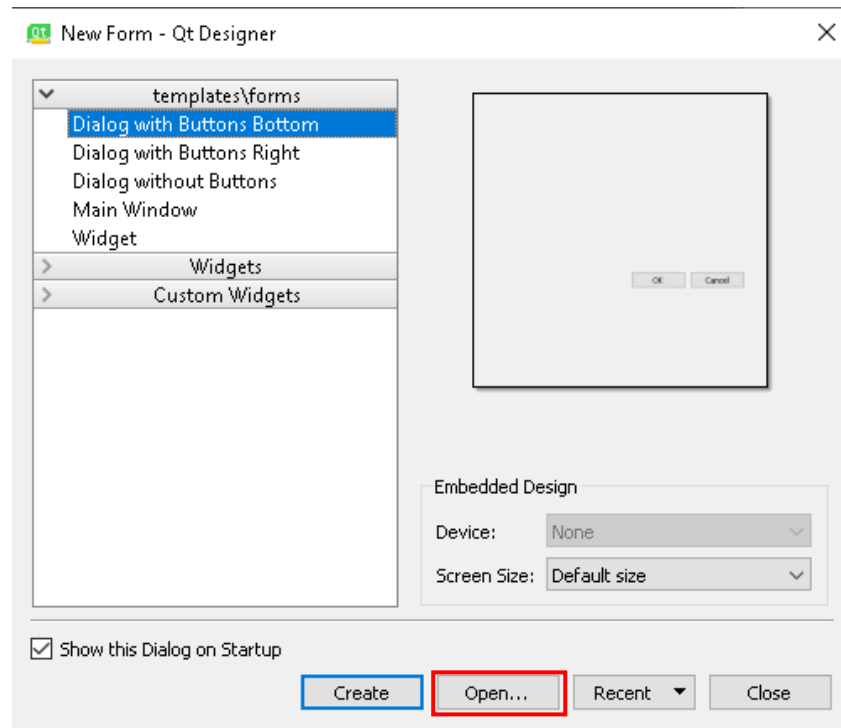 New Form - Qt Designer
templates\forms
Dialog with Buttons Bottom
Dialog with Buttons Right
Dialog without Buttons
Main Window
Widget
Widgets
Custom Widgets
OK Cancel
Embedded Design
Device: None
Screen Size: Default size
Show this Dialog on Startup
Create Open... Recent Close